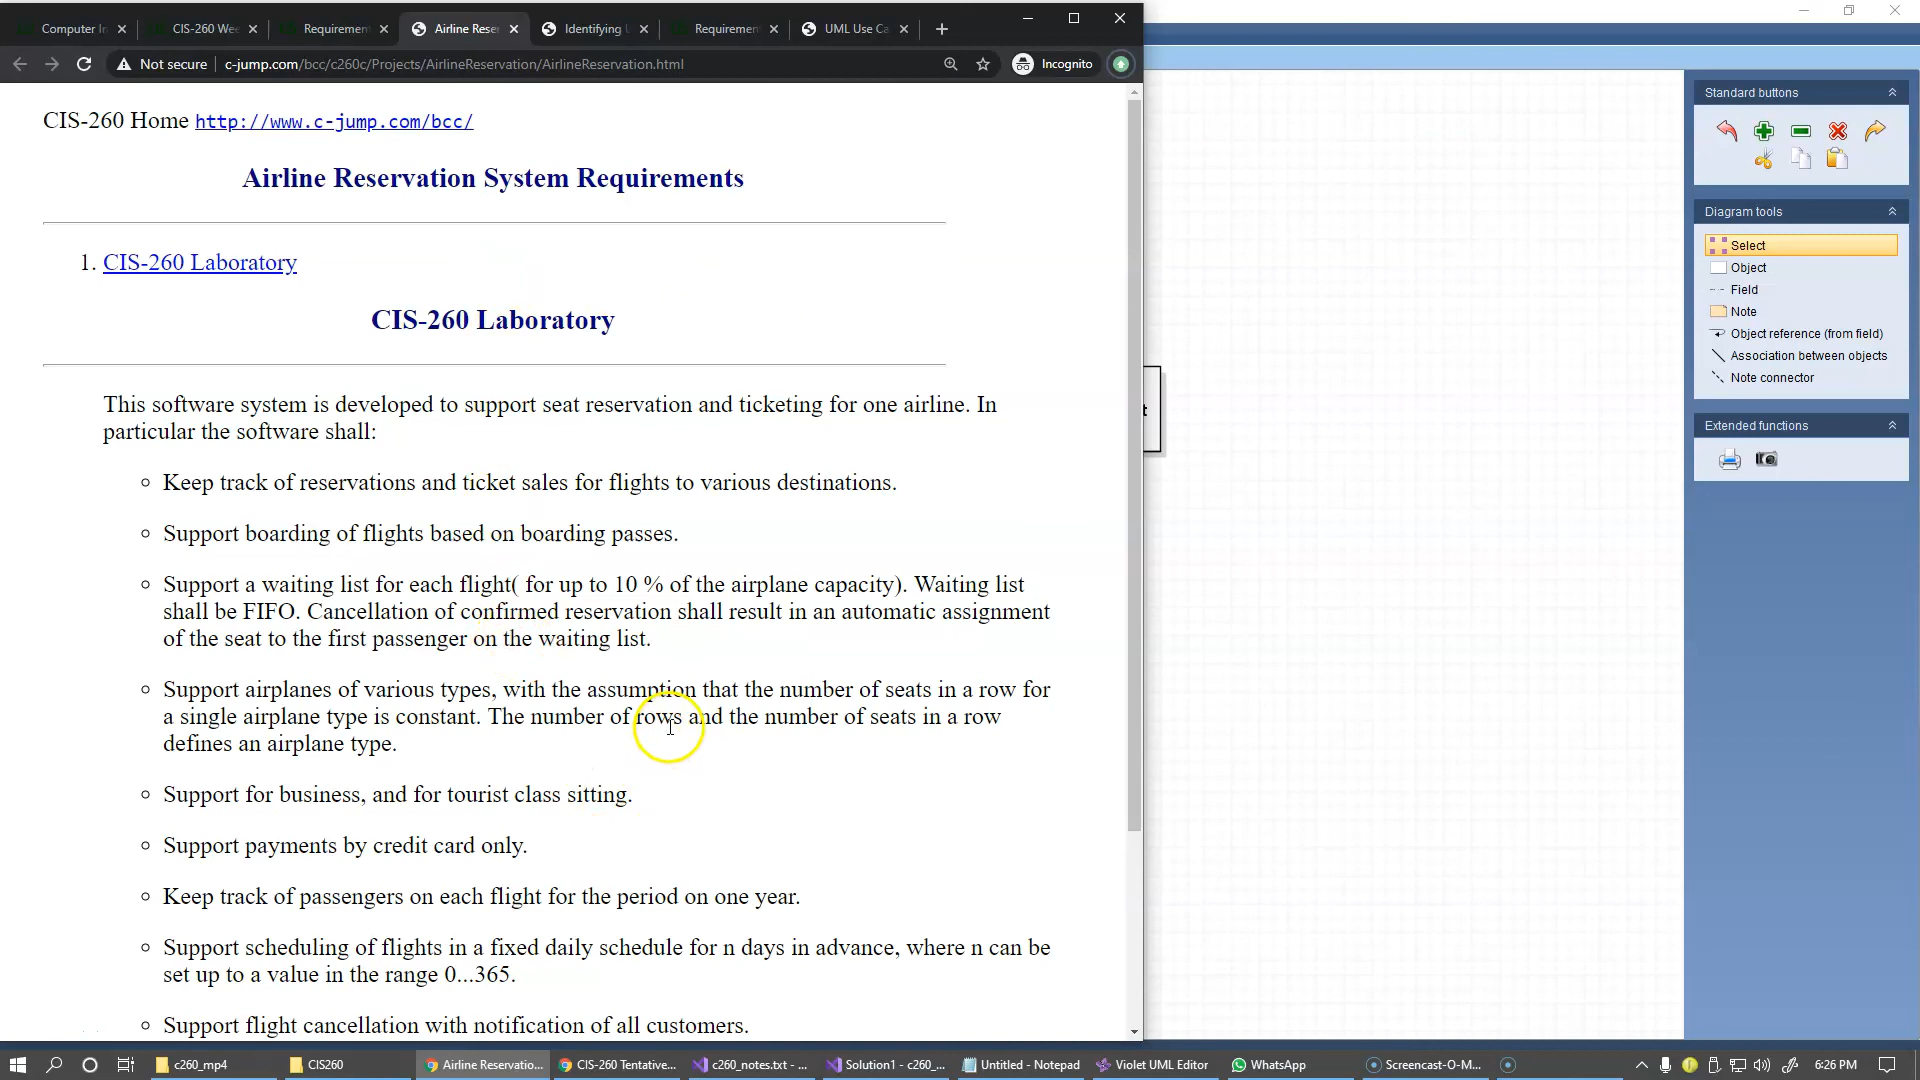 Computer In
CIS-260 Wee
Requiremen
Airline Rese
Identifying U
Requiremen
UML Use Ca
Not secure
c-jump.com/bcc/c260c/Projects/AirlineReservation/AirlineReservation.html
Incognito
CIS-260 Home http://www.c-jump.com/bcc/
Airline Reservation System Requirements
1. CIS-260 Laboratory
CIS-260 Laboratory
This software system is developed to support seat reservation and ticketing for one airline. In
particular the software shall:
Keep track of reservations and ticket sales for flights to various destinations.
Support boarding of flights based on boarding passes.
Support a waiting list for each flight( for up to 10 % of the airplane capacity). Waiting list
shall be FIFO. Cancellation of confirmed reservation shall result in an automatic assignment
of the seat to the first passenger on the waiting list.
Support airplanes of various types, with the assumption that the number of seats in a row for
a single airplane type is constant. The number of rows and the number of seats in a row
defines an airplane type.
Support for business, and for tourist class sitting.
Support payments by credit card only.
Keep track of passengers on each flight for the period on one year.
Support scheduling of flights in a fixed daily schedule for n days in advance, where n can be
set up to a value in the range 0...365.
Support flight cancellation with notification of all customers.
t
Standard buttons
Diagram tools
Select
Object
Field
Note
Object reference (from field)
Association between objects
Note connector
Extended functions
c260_mp4
CIS260
Airline Reservatio...
CIS-260 Tentative...
c260_notes.txt - ...
Solution1 - c260_...
Untitled - Notepad
Violet UML Editor
WhatsApp
Screencast-O-M...
6:26 PM